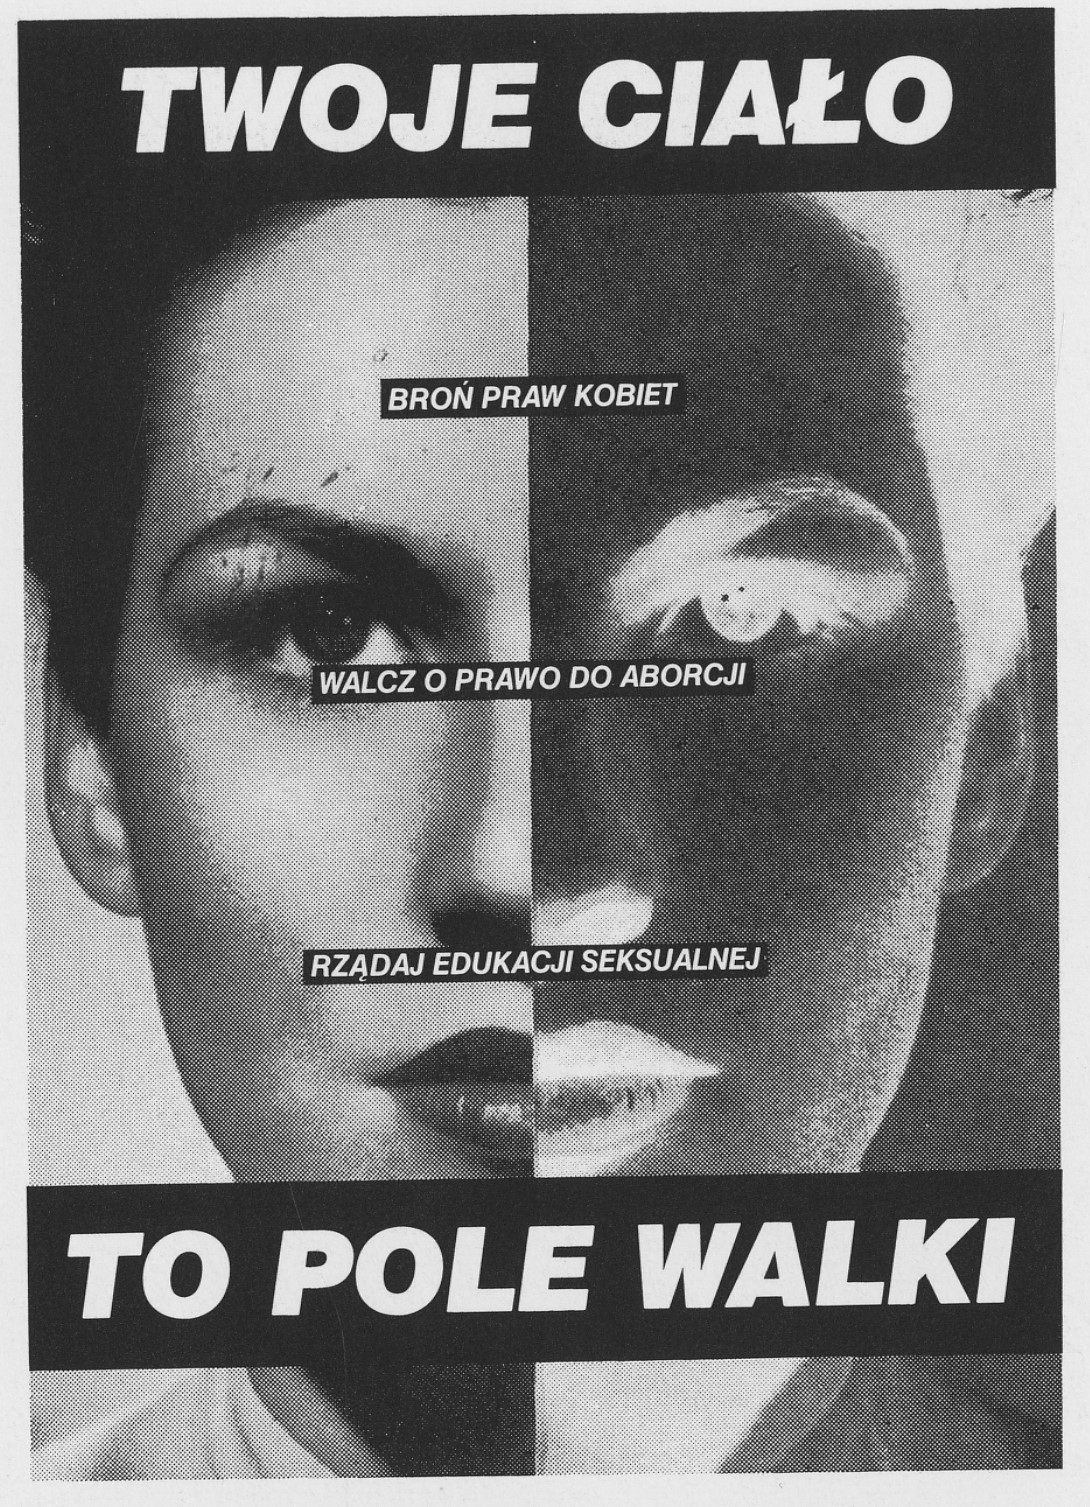 TWOJE CIAŁO
BROŃ PRAW KOBIET
WALCZ O PRAWO DO ABORCJI
RZĄDAJ EDUKACJI SEKSUALNEJ
TO POLE WALKI